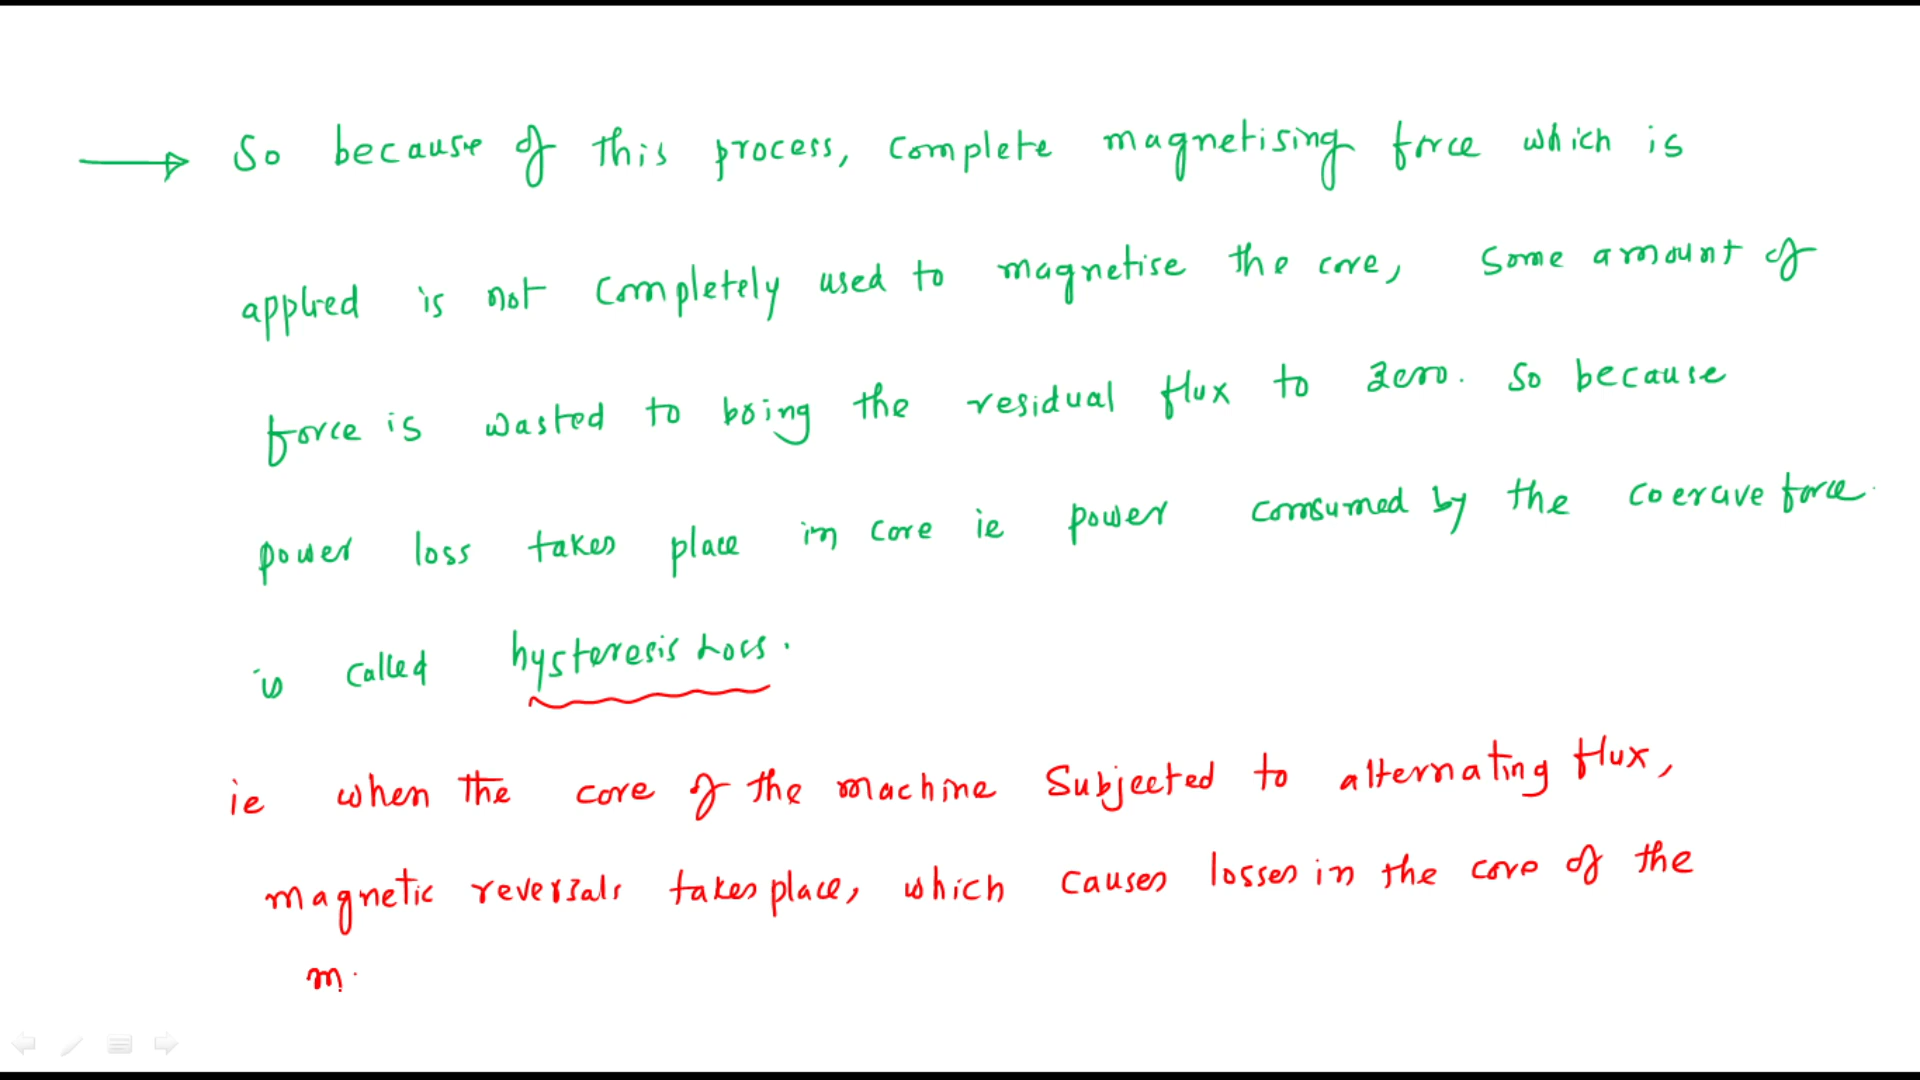 So because of this process, complete magnetising force which is
applied is not completely used to magnetise the core, Some amount of
force is wasted to bring the residual flux to zero. So because
power loss takes place in core ie power consumed by the coercive force.
is called hysteresis Loss.
ie when the core of the machine Subjected to alternating flux,
magnetic reversals takes place, which causes losses in the core of the
m